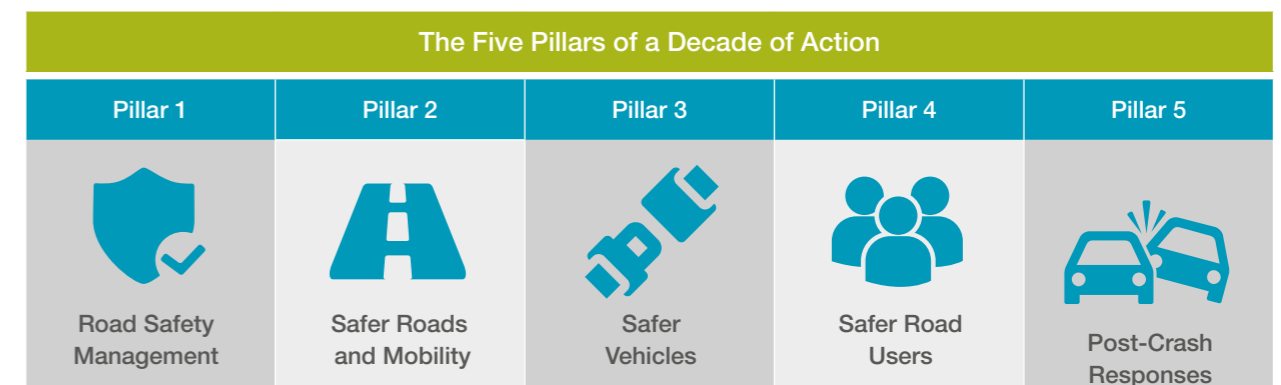 The Five Pillars of a Decade of Action
Pillar 1
Pillar 2
Pillar 3
Pillar 4
Pillar 5
Road Safety
Management
Safer Roads
and Mobility
Safer
Vehicles
Safer Road
Users
Post-Crash
Responses